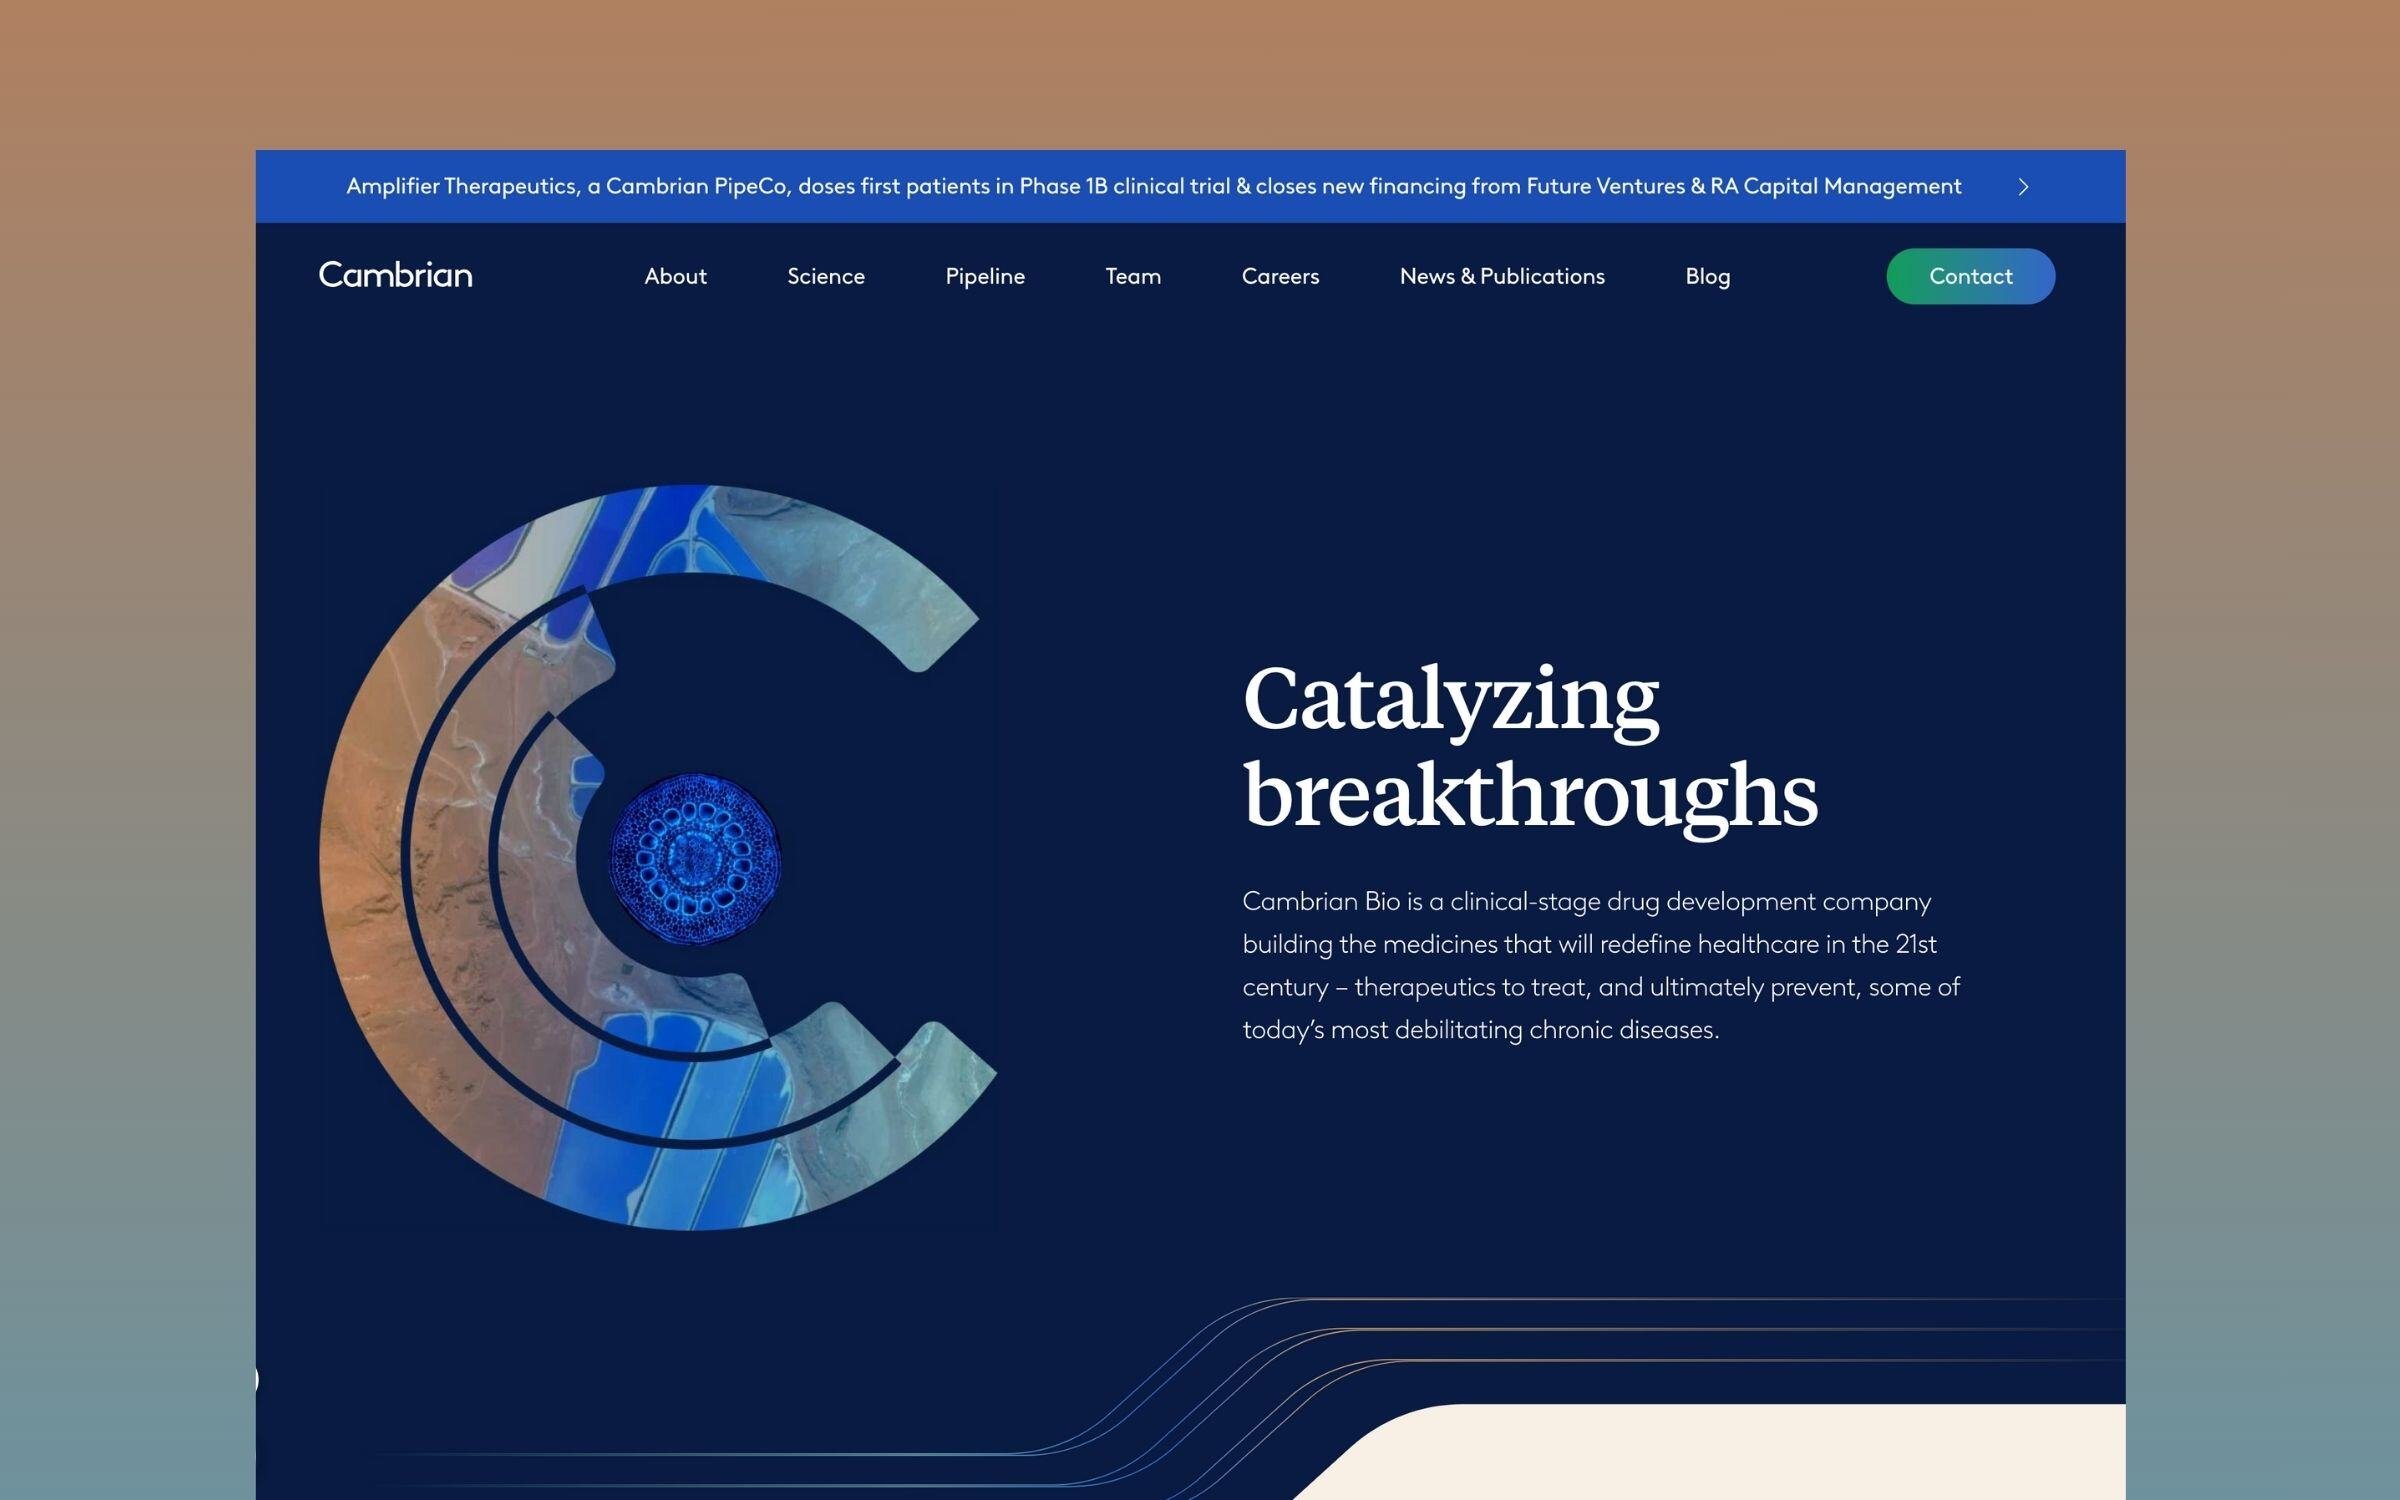 Amplifier Therapeutics, a Cambrian PipeCo, doses first patients in Phase 1B clinical trial & closes new financing from Future Ventures & RA Capital Management
Cambrian About Science Pipeline Team Careers News & Publications Blog Contact
Catalyzing
breakthroughs
Cambrian Bio is a clinical-stage drug development company
building the medicines that will redefine healthcare in the 21st
century – therapeutics to treat, and ultimately prevent, some of
today’s most debilitating chronic diseases.